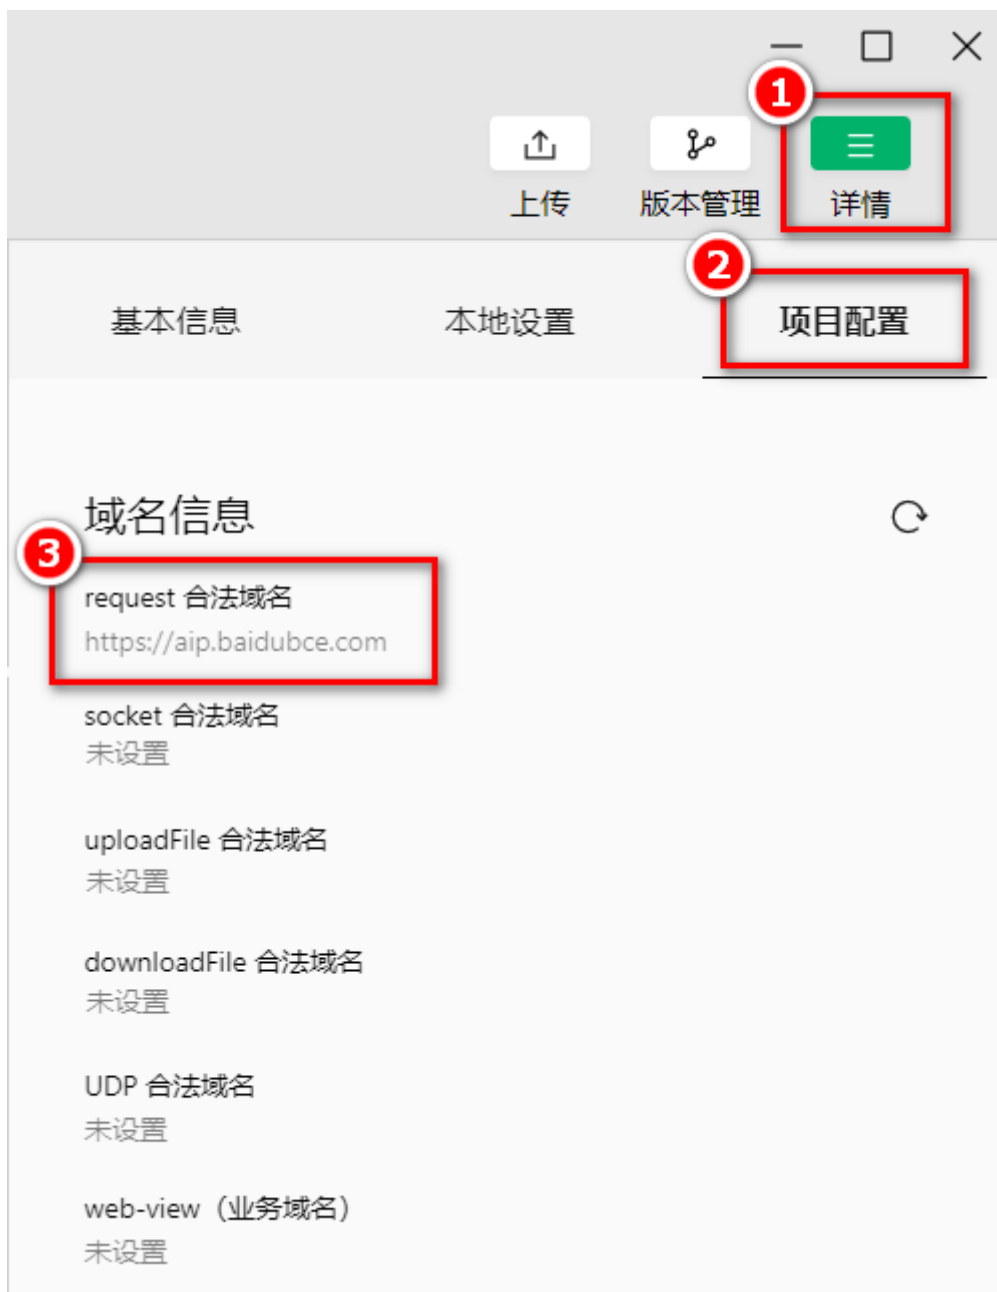 1
上传
版本管理
详情
2
基本信息
本地设置
项目配置
域名信息
3
request 合法域名
https://aip.baidubce.com
socket 合法域名
未设置
uploadFile 合法域名
未设置
downloadFile 合法域名
未设置
UDP 合法域名
未设置
web-view（业务域名）
未设置